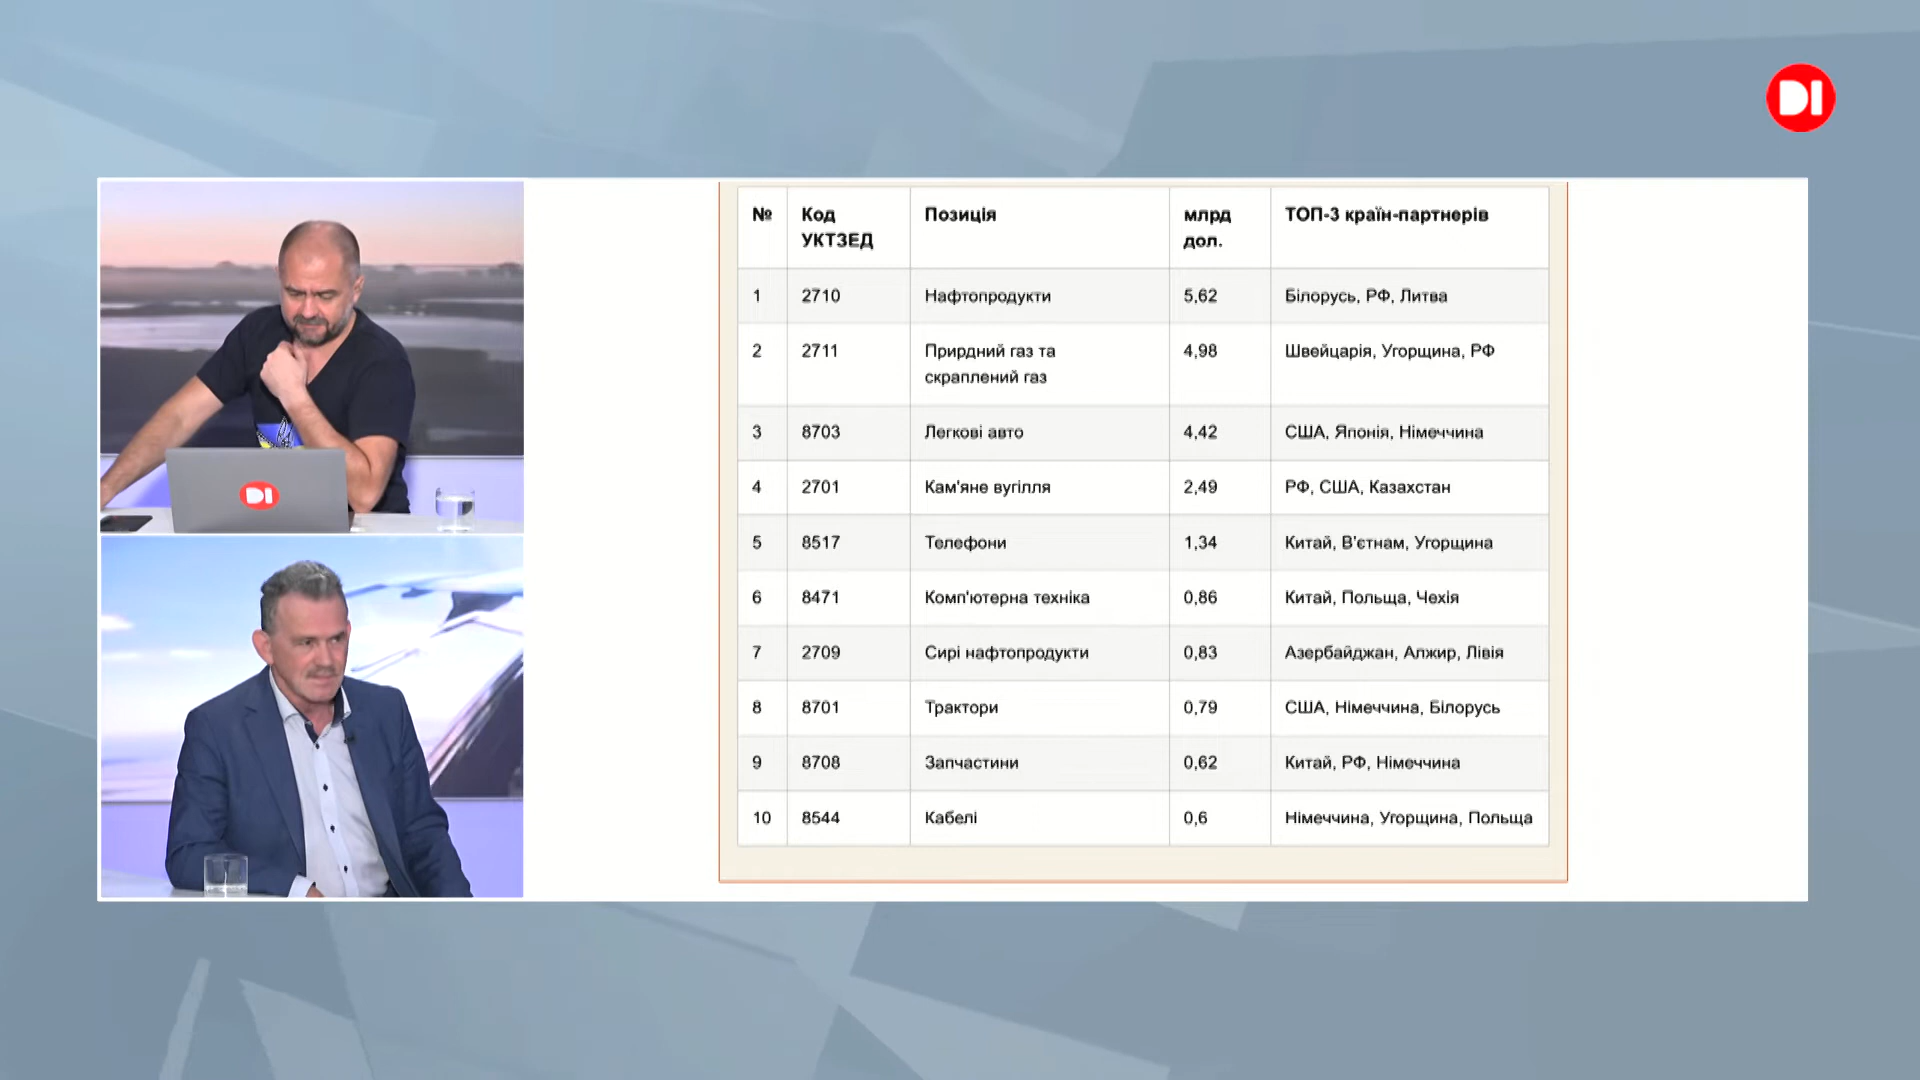 DI
№ Код УКТЗЕД Позиція млрд дол. ТОП-3 країн-партнерів
1 2710 Нафтопродукти 5,62 Білорусь, РФ, Литва
2 2711 Прирдний газ та скраплений газ 4,98 Швейцарія, Угорщина, РФ
3 8703 Легкові авто 4,42 США, Японія, Німеччина
4 2701 Кам'яне вугілля 2,49 РФ, США, Казахстан
5 8517 Телефони 1,34 Китай, В'єтнам, Угорщина
6 8471 Комп'ютерна техніка 0,86 Китай, Польща, Чехія
7 2709 Сирі нафтопродукти 0,83 Азербайджан, Алжир, Лівія
8 8701 Трактори 0,79 США, Німеччина, Білорусь
9 8708 Запчастини 0,62 Китай, РФ, Німеччина
10 8544 Кабелі 0,6 Німеччина, Угорщина, Польща
DI